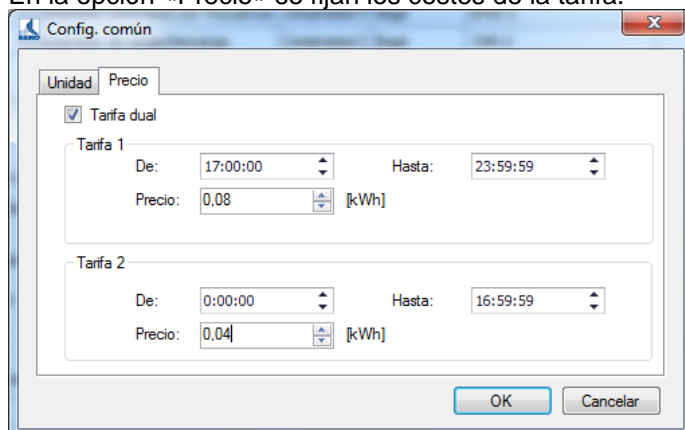 En la opción «Precio» se fijan los costes de la tarifa.
Config. común
Unidad Precio
Tarifa dual
Tarifa 1
De: 17:00:00 Hasta: 23:59:59
Precio: 0,08 [kWh]
Tarifa 2
De: 0:00:00 Hasta: 16:59:59
Precio: 0,04 [kWh]
OK Cancelar